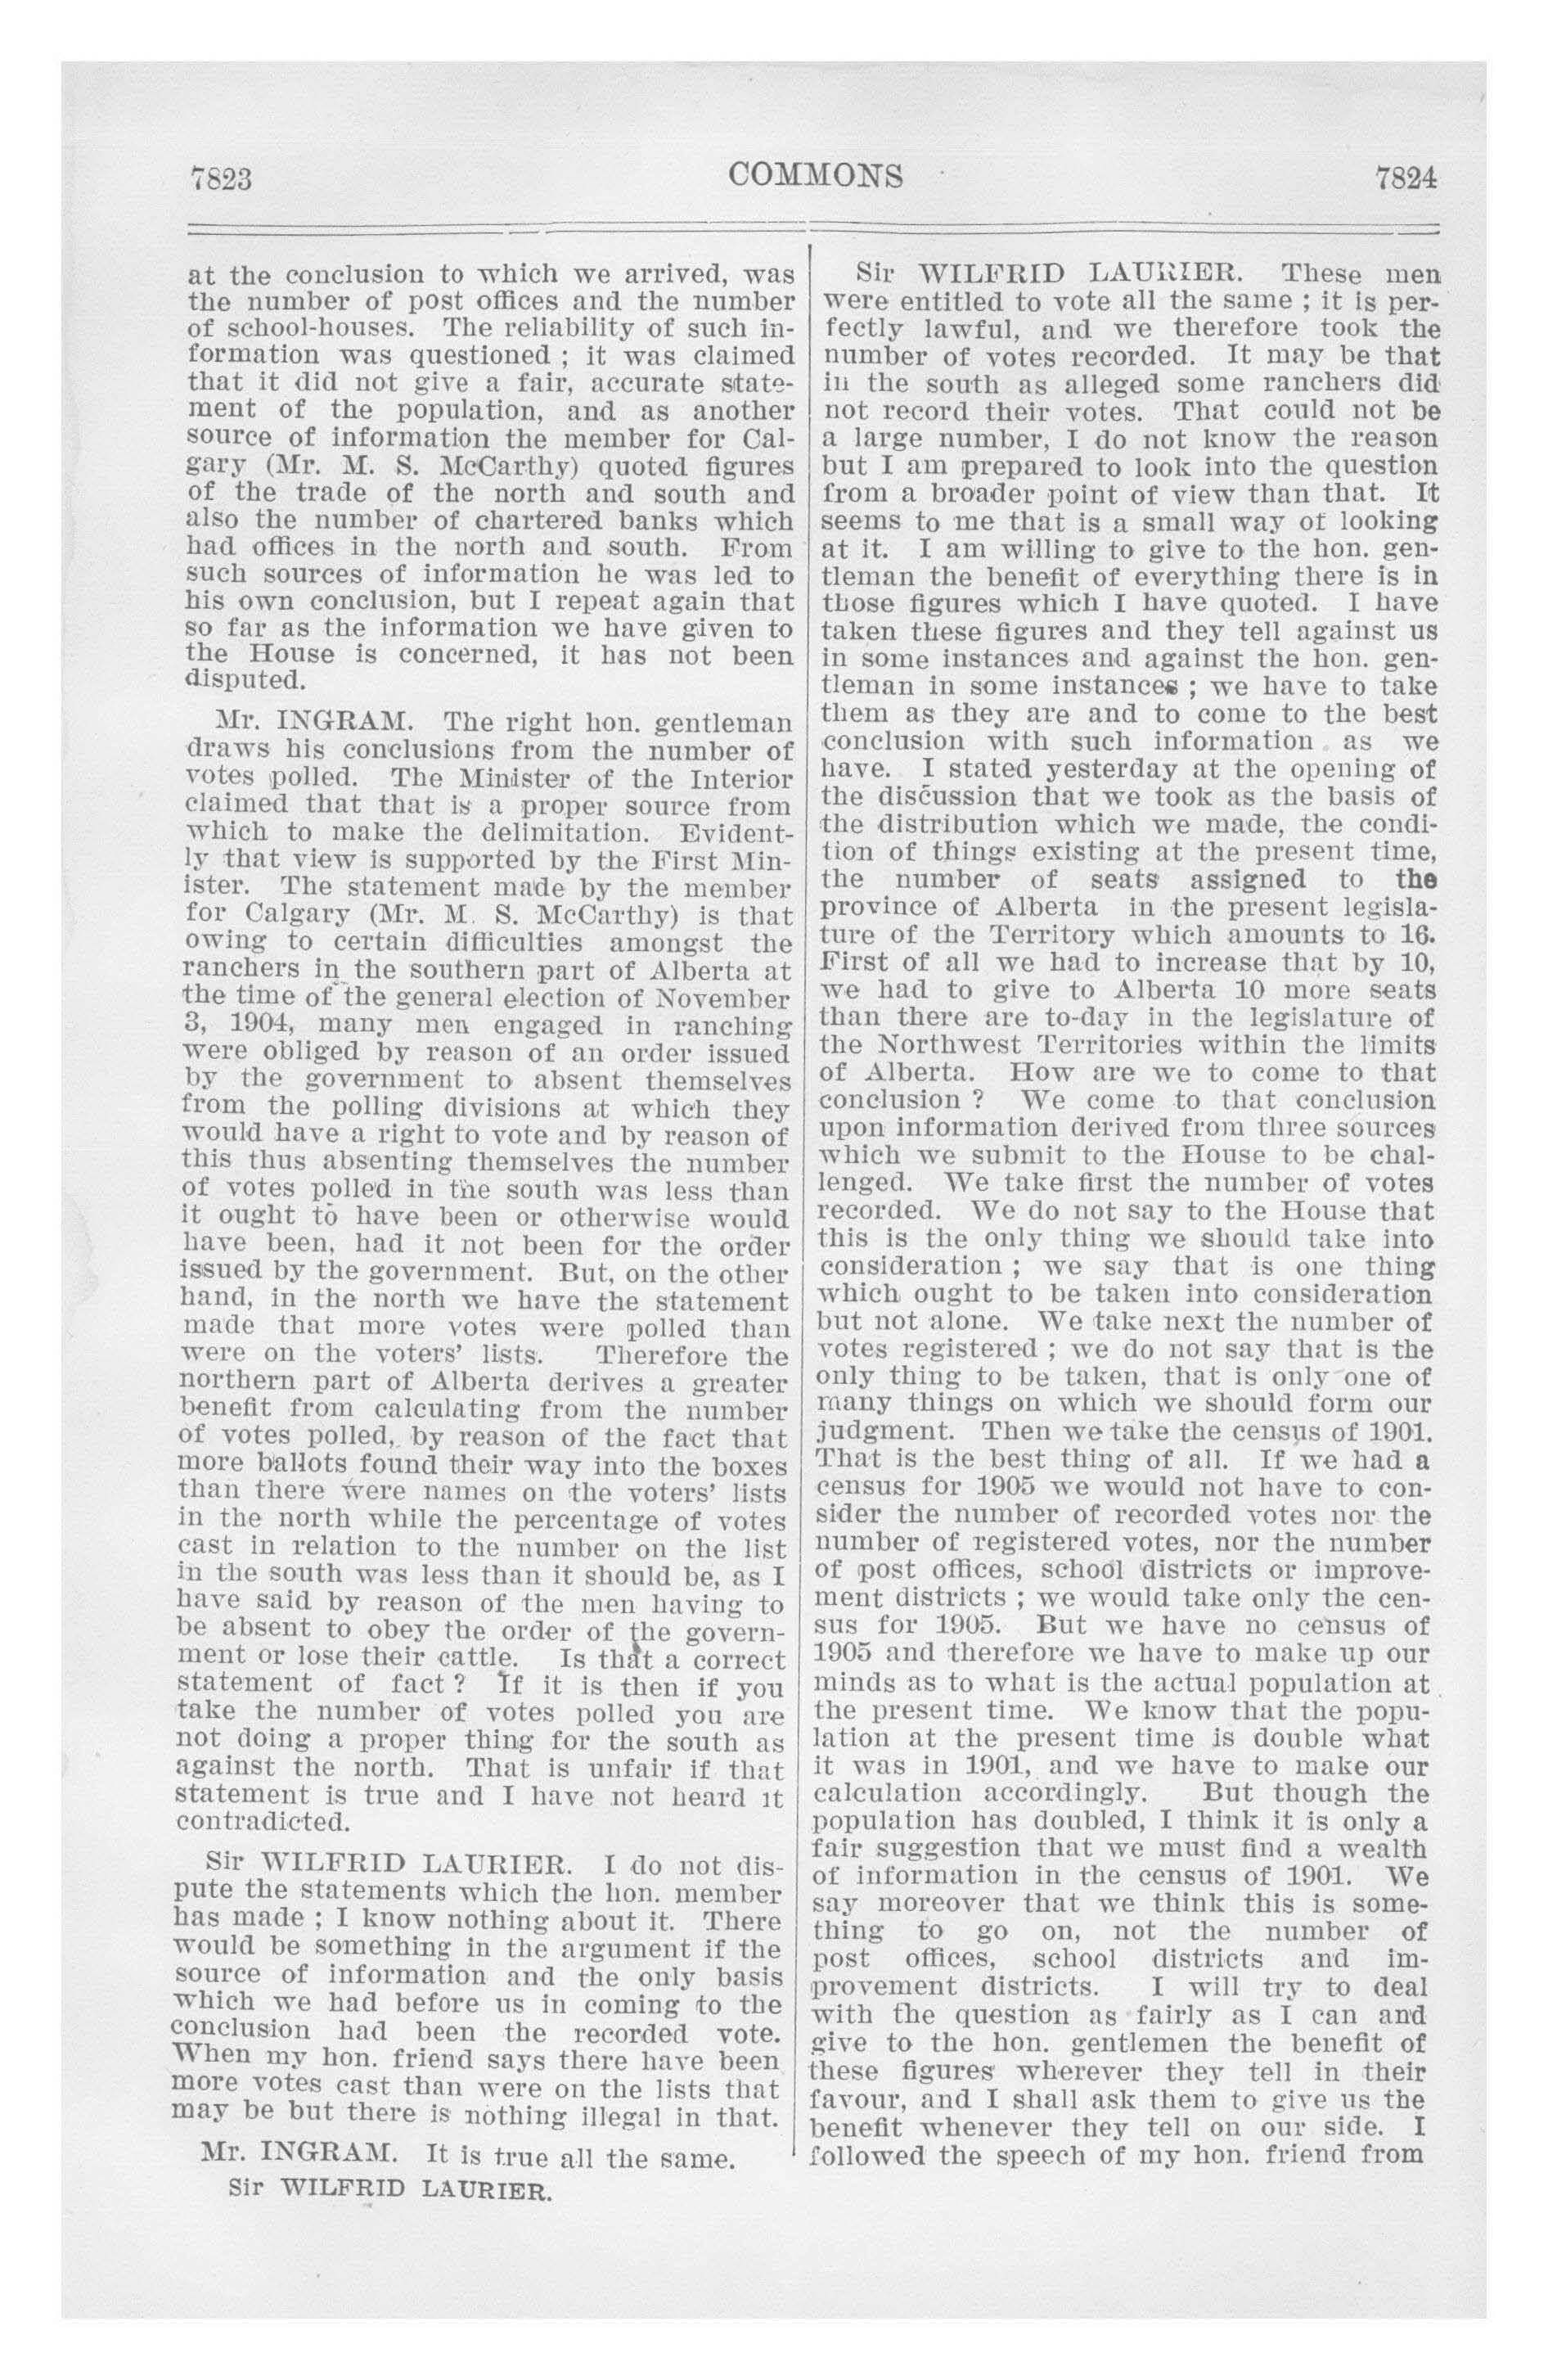 7823
COMMONS
7824
at the conclusion to which we arrived, was
the number of post offices and the number
of school-houses. The reliability of such in-
formation was questioned ; it was claimed
that it did not give a fair, accurate state-
ment of the population, and as another
source of information the member for Cal-
gary (Mr. M. S. McCarthy) quoted figures
of the trade of the north and south and
also the number of chartered banks which
had offices in the north and south. From
such sources of information he was led to
his own conclusion, but I repeat again that
so far as the information we have given to
the House is concerned, it has not been
disputed.
Mr. INGRAM. The right hon. gentleman
draws his conclusions from the number of
votes polled. The Minister of the Interior
claimed that that is a proper source from
which to make the delimitation. Evident-
ly that view is supported by the First Min-
ister. The statement made by the member
for Calgary (Mr. M. S. McCarthy) is that
owing to certain difficulties amongst the
ranchers in the southern part of Alberta at
the time of the general election of November
3, 1904, many men engaged in ranching
were obliged by reason of an order issued
by the government to absent themselves
from the polling divisions at which they
would have a right to vote and by reason of
this thus absenting themselves the number
of votes polled in the south was less than
it ought to have been or otherwise would
have been, had it not been for the order
issued by the government. But, on the other
hand, in the north we have the statement
made that more votes were polled than
were on the voters' lists. Therefore the
northern part of Alberta derives a greater
benefit from calculating from the number
of votes polled, by reason of the fact that
more ballots found their way into the boxes
than there were names on the voters' lists
in the north while the percentage of votes
cast in relation to the number on the list
in the south was less than it should be, as I
have said by reason of the men having to
be absent to obey the order of the govern-
ment or lose their cattle. Is that a correct
statement of fact ? If it is then if you
take the number of votes polled you are
not doing a proper thing for the south as
against the north. That is unfair if that
statement is true and I have not heard it
contradicted.
Sir WILFRID LAURIER. I do not dis-
pute the statements which the hon. member
has made ; I know nothing about it. There
would be something in the argument if the
source of information and the only basis
which we had before us in coming to the
conclusion had been the recorded vote.
When my hon. friend says there have been
more votes cast than were on the lists that
may be but there is nothing illegal in that.
Mr. INGRAM. It is true all the same.
Sir WILFRID LAURIER.
Sir WILFRID LAURIER. These men
were entitled to vote all the same ; it is per-
fectly lawful, and we therefore took the
number of votes recorded. It may be that
in the south as alleged some ranchers did
not record their votes. That could not be
a large number, I do not know the reason
but I am prepared to look into the question
from a broader point of view than that. It
seems to me that is a small way of looking
at it. I am willing to give to the hon. gen-
tleman the benefit of everything there is in
those figures which I have quoted. I have
taken these figures and they tell against us
in some instances and against the hon. gen-
tleman in some instances ; we have to take
them as they are and to come to the best
conclusion with such information as we
have. I stated yesterday at the opening of
the discussion that we took as the basis of
the distribution which we made, the condi-
tion of things existing at the present time,
the number of seats assigned to the
province of Alberta in the present legisla-
ture of the Territory which amounts to 16.
First of all we had to increase that by 10,
we had to give to Alberta 10 more seats
than there are to-day in the legislature of
the Northwest Territories within the limits
of Alberta. How are we to come to that
conclusion ? We come to that conclusion
upon information derived from three sources
which we submit to the House to be chal-
lenged. We take first the number of votes
recorded. We do not say to the House that
this is the only thing we should take into
consideration ; we say that is one thing
which ought to be taken into consideration
but not alone. We take next the number of
votes registered ; we do not say that is the
only thing to be taken, that is only one of
many things on which we should form our
judgment. Then we take the census of 1901.
That is the best thing of all. If we had a
census for 1905 we would not have to con-
sider the number of recorded votes nor the
number of registered votes, nor the number
of post offices, school districts or improve-
ment districts ; we would take only the cen-
sus for 1905. But we have no census of
1905 and therefore we have to make up our
minds as to what is the actual population at
the present time. We know that the popu-
lation at the present time is double what
it was in 1901, and we have to make our
calculation accordingly. But though the
population has doubled, I think it is only a
fair suggestion that we must find a wealth
of information in the census of 1901. We
say moreover that we think this is some-
thing to go on, not the number of
post offices, school districts and im-
provement districts. I will try to deal
with the question as fairly as I can and
give to the hon. gentlemen the benefit of
these figures wherever they tell in their
favour, and I shall ask them to give us the
benefit whenever they tell on our side. I
followed the speech of my hon. friend from